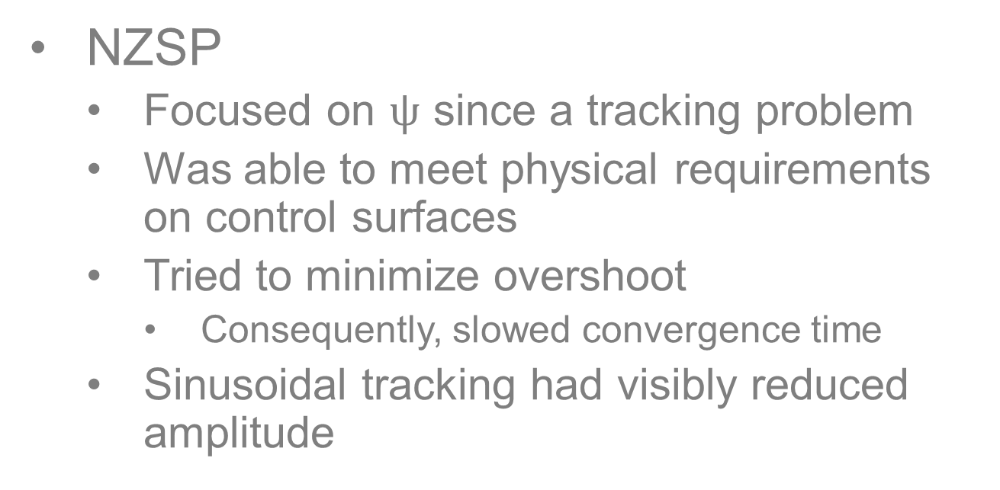 • NZSP
• Focused on ψ since a tracking problem
• Was able to meet physical requirements
on control surfaces
• Tried to minimize overshoot
• Consequently, slowed convergence time
• Sinusoidal tracking had visibly reduced
amplitude